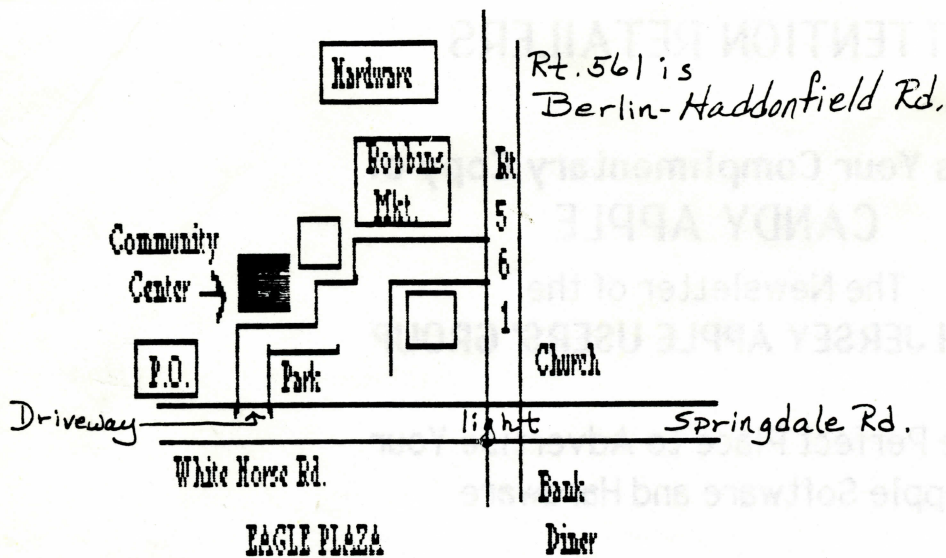 Hardware
Rt. 561 is
Berlin-Haddonfield Rd.
Robbins
Mkt.
Rt
5
6
1
Community
Center
P.O.
Park
Church
Driveway
light
Springdale Rd.
White Horse Rd.
Bank
EAGLE PLAZA
Diner